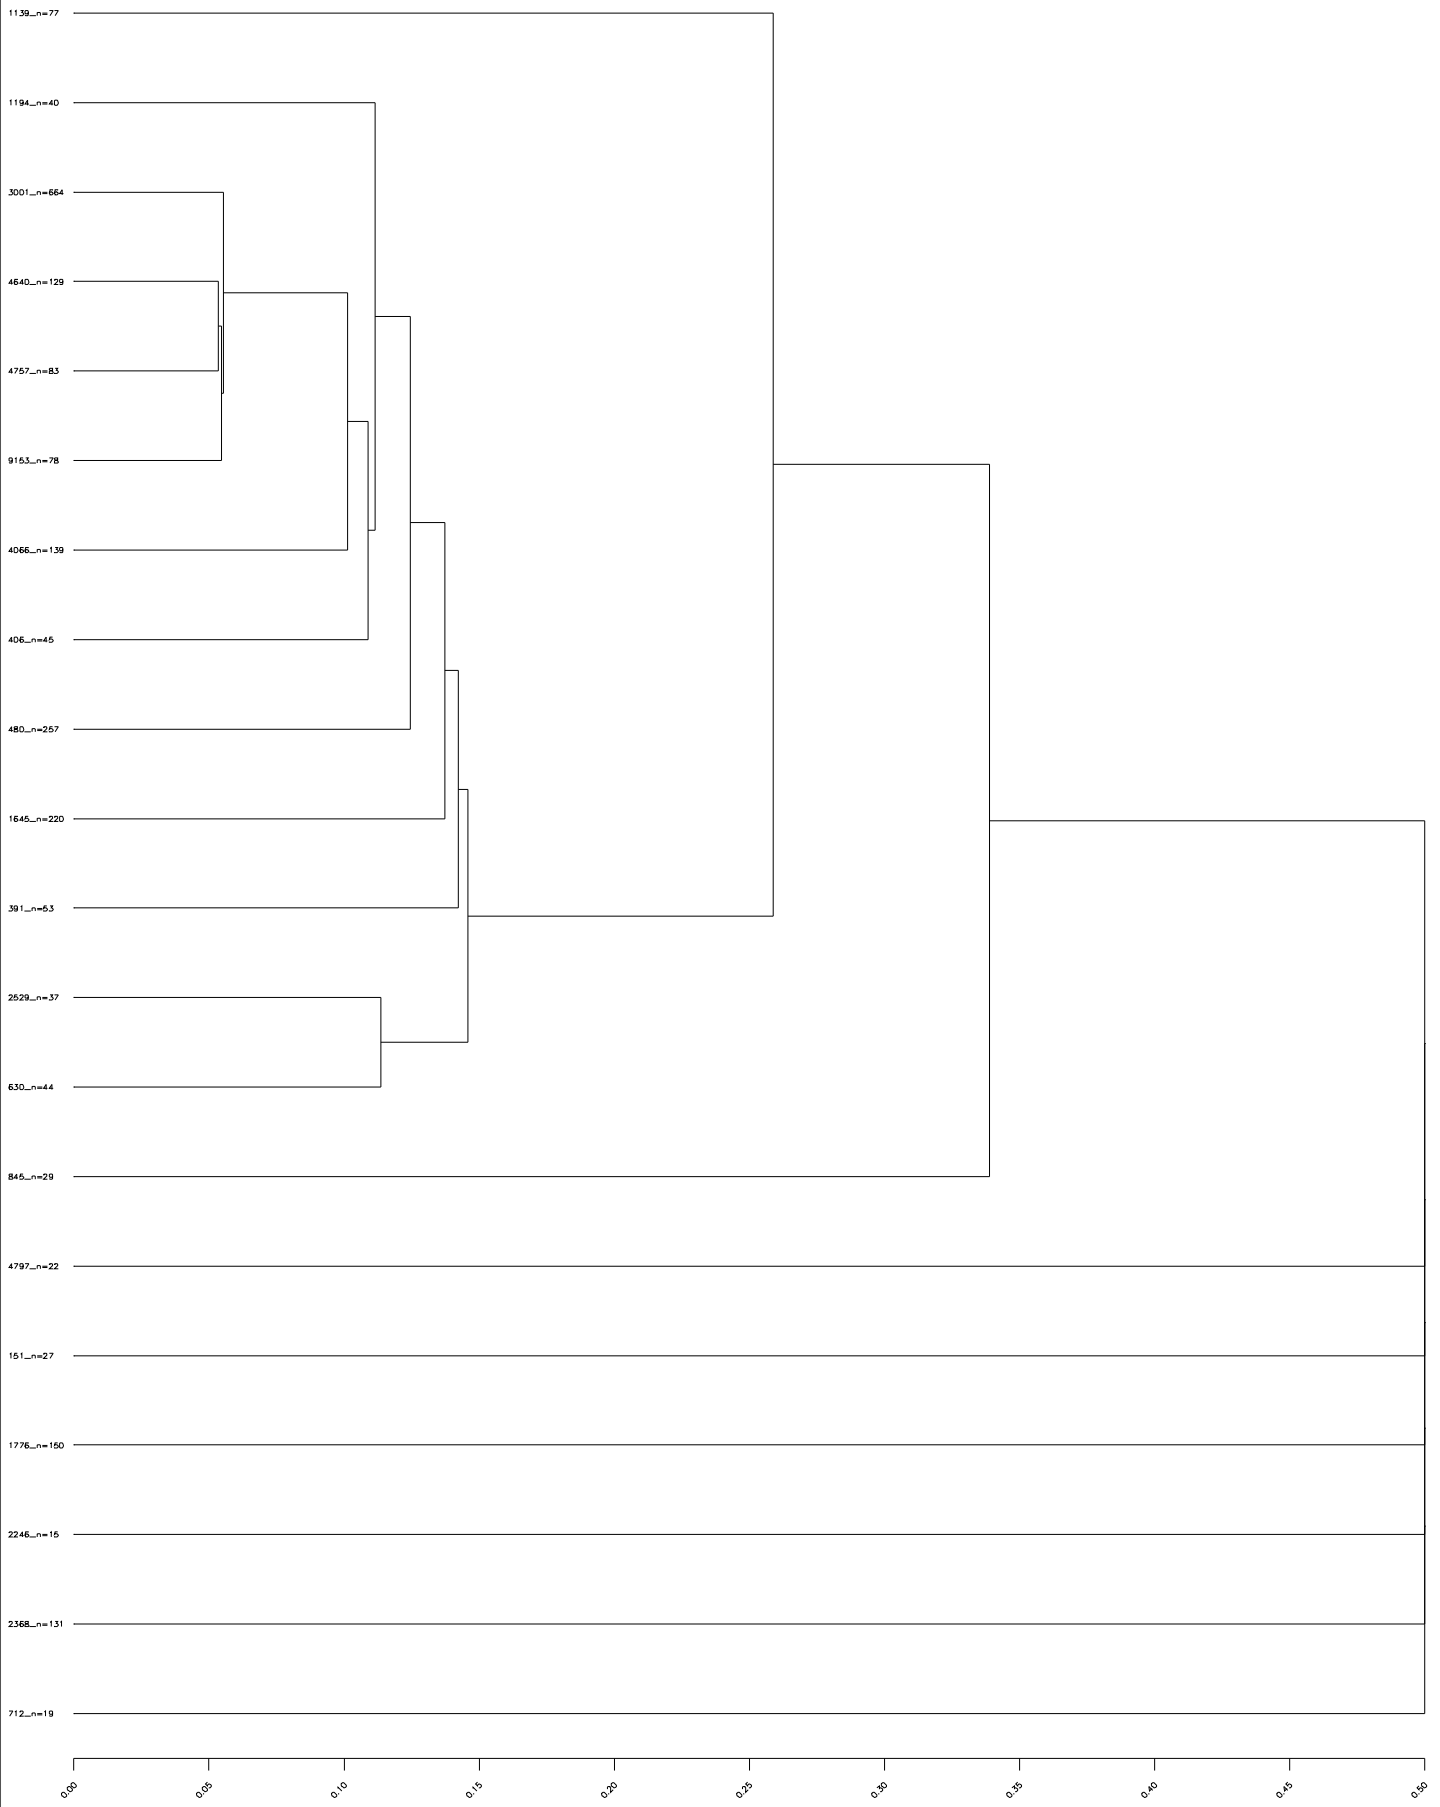 1139_n=77
1194_n=40
3001_n=664
4640_n=129
4757_n=83
9153_n=78
4066_n=139
406_n=45
480_n=257
1645_n=220
391_n=53
2529_n=37
630_n=44
845_n=29
4797_n=22
151_n=27
1776_n=150
2246_n=15
2368_n=131
712_n=19
0.00 0.05 0.10 0.15 0.20 0.25 0.30 0.35 0.40 0.45 0.50